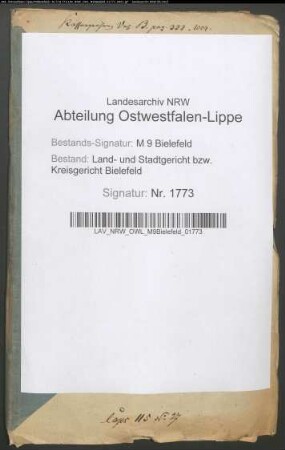 Landesarchiv NRW
Abteilung Ostwestfalen-Lippe
Bestands-Signatur: M 9 Bielefeld
Bestand: Land- und Stadtgericht bzw.
Kreisgericht Bielefeld
Signatur: Nr. 1773
LAV_NRW_OWL_M9Bielefeld_01773